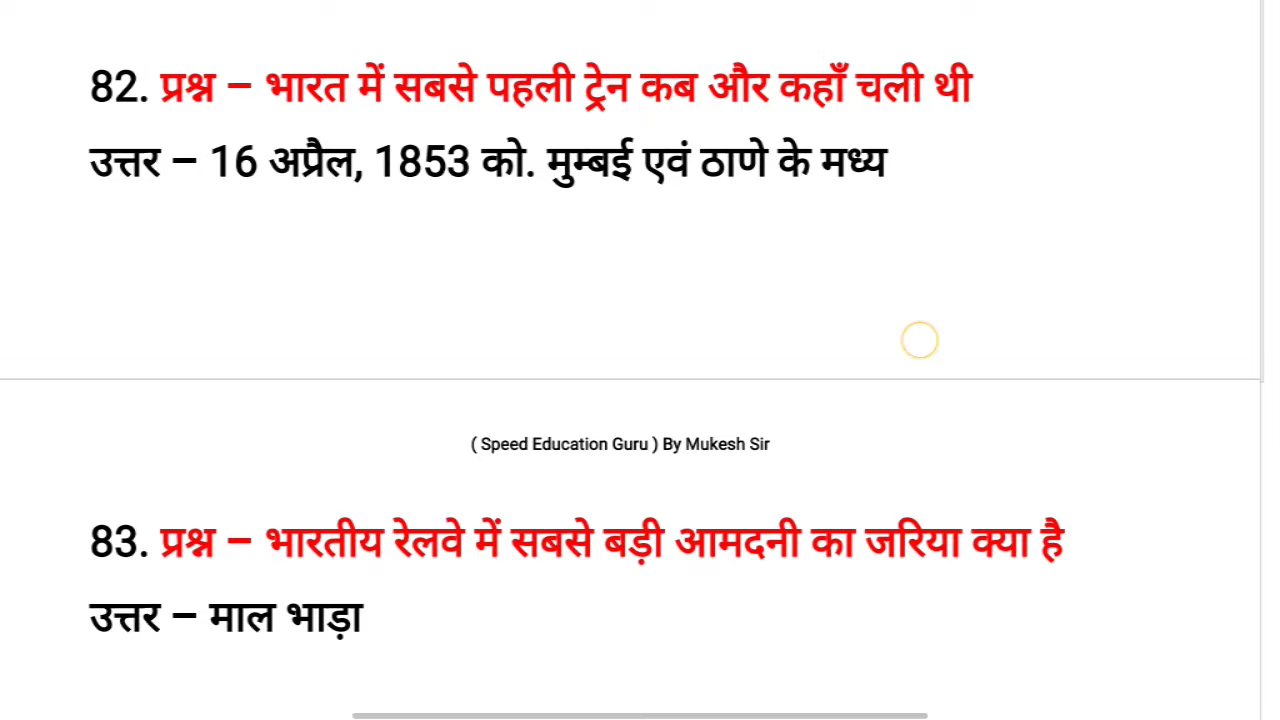 82. प्रश्न – भारत में सबसे पहली ट्रेन कब और कहाँ चली थी
उत्तर – 16 अप्रैल, 1853 को. मुम्बई एवं ठाणे के मध्य
( Speed Education Guru ) By Mukesh Sir
83. प्रश्न – भारतीय रेलवे में सबसे बड़ी आमदनी का जरिया क्या है
उत्तर – माल भाड़ा